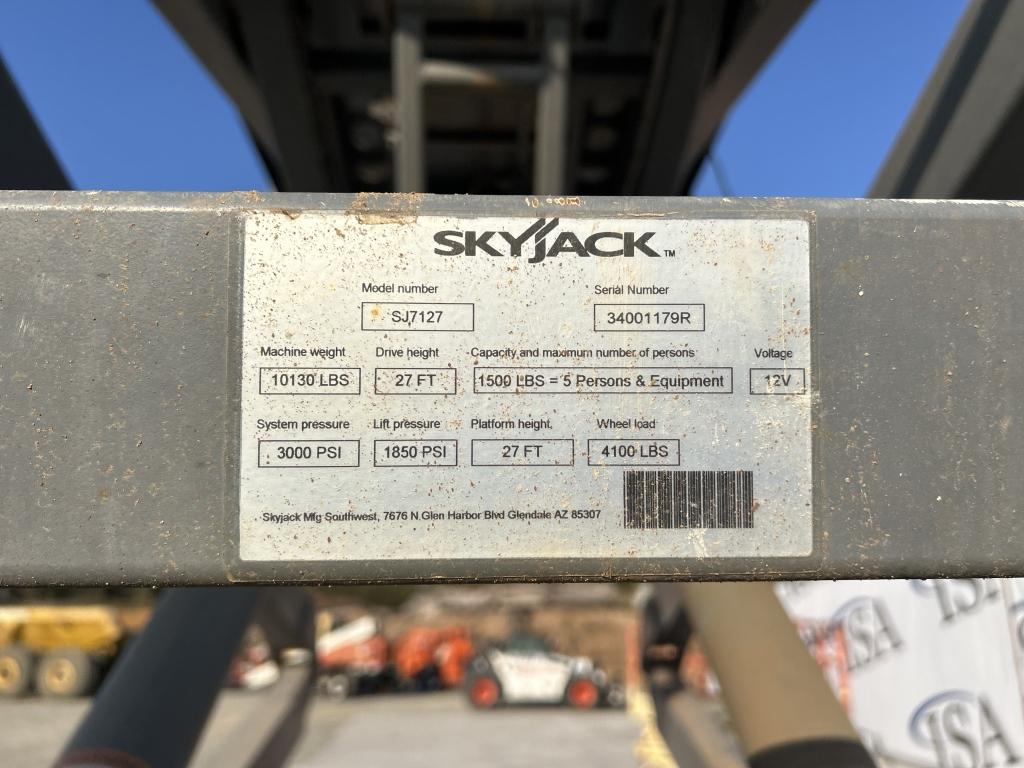 SKYJACK™
Model number Serial Number
SJ7127 34001179R
Machine weight Drive height Capacity and maximum number of persons Voltage
10130 LBS 27 FT 1500 LBS = 5 Persons & Equipment 12V
System pressure Lift pressure Platform height. Wheel load
3000 PSI 1850 PSI 27 FT 4100 LBS
Skyjack Mfg Southwest, 7676 N Glen Harbor Blvd Glendale AZ 85307
ISA
ISA
ISA